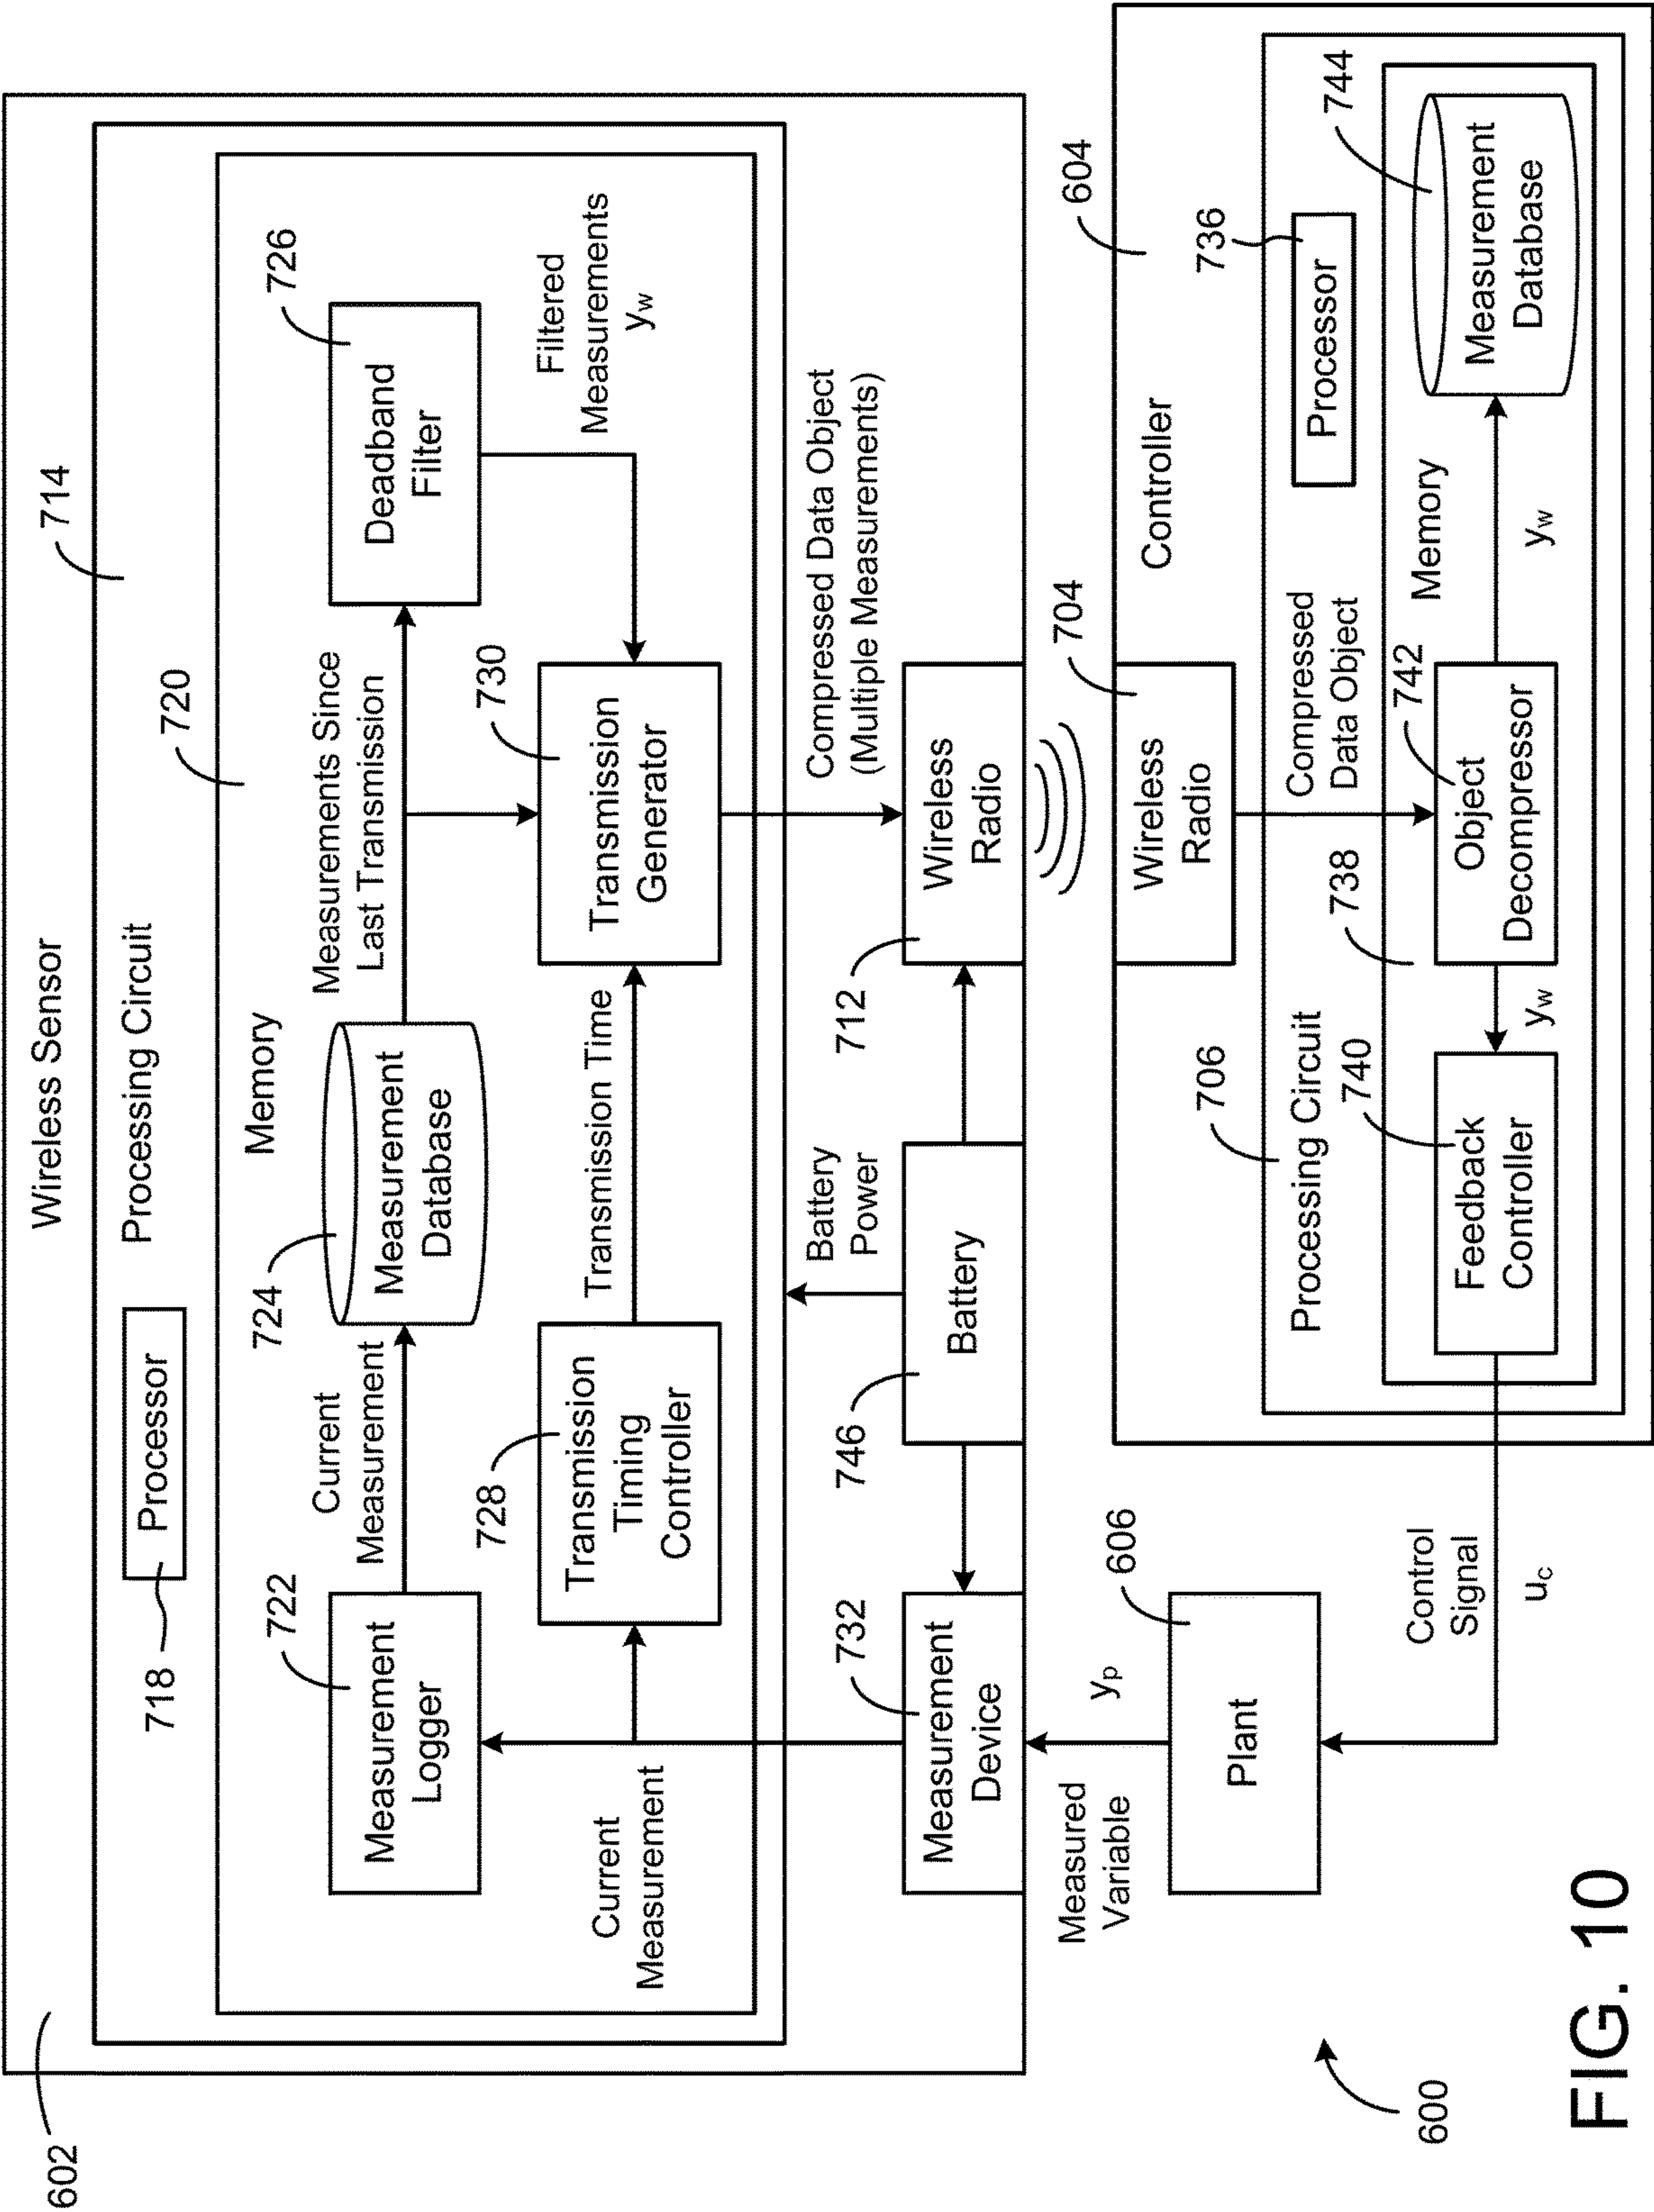 602
Wireless Sensor
714
Processing Circuit
718
Processor
720
Memory
722
Measurement
Logger
Current
Measurement
724
Measurement
Database
Measurements Since
Last Transmission
726
Deadband
Filter
Current
Measurement
728
Transmission
Timing
Controller
Transmission Time
730
Transmission
Generator
Filtered
Measurements
yw
732
Measurement
Device
746
Battery
Battery
Power
712
Wireless
Radio
Compressed Data Object
(Multiple Measurements)
Measured
Variable
yp
606
Plant
Control
Signal
uc
704
Wireless
Radio
Controller
604
706
Processing Circuit
Compressed
Data Object
736
Processor
740
Feedback
Controller
yw
738
742
Object
Decompressor
Memory
yw
744
Measurement
Database
600
FIG. 10